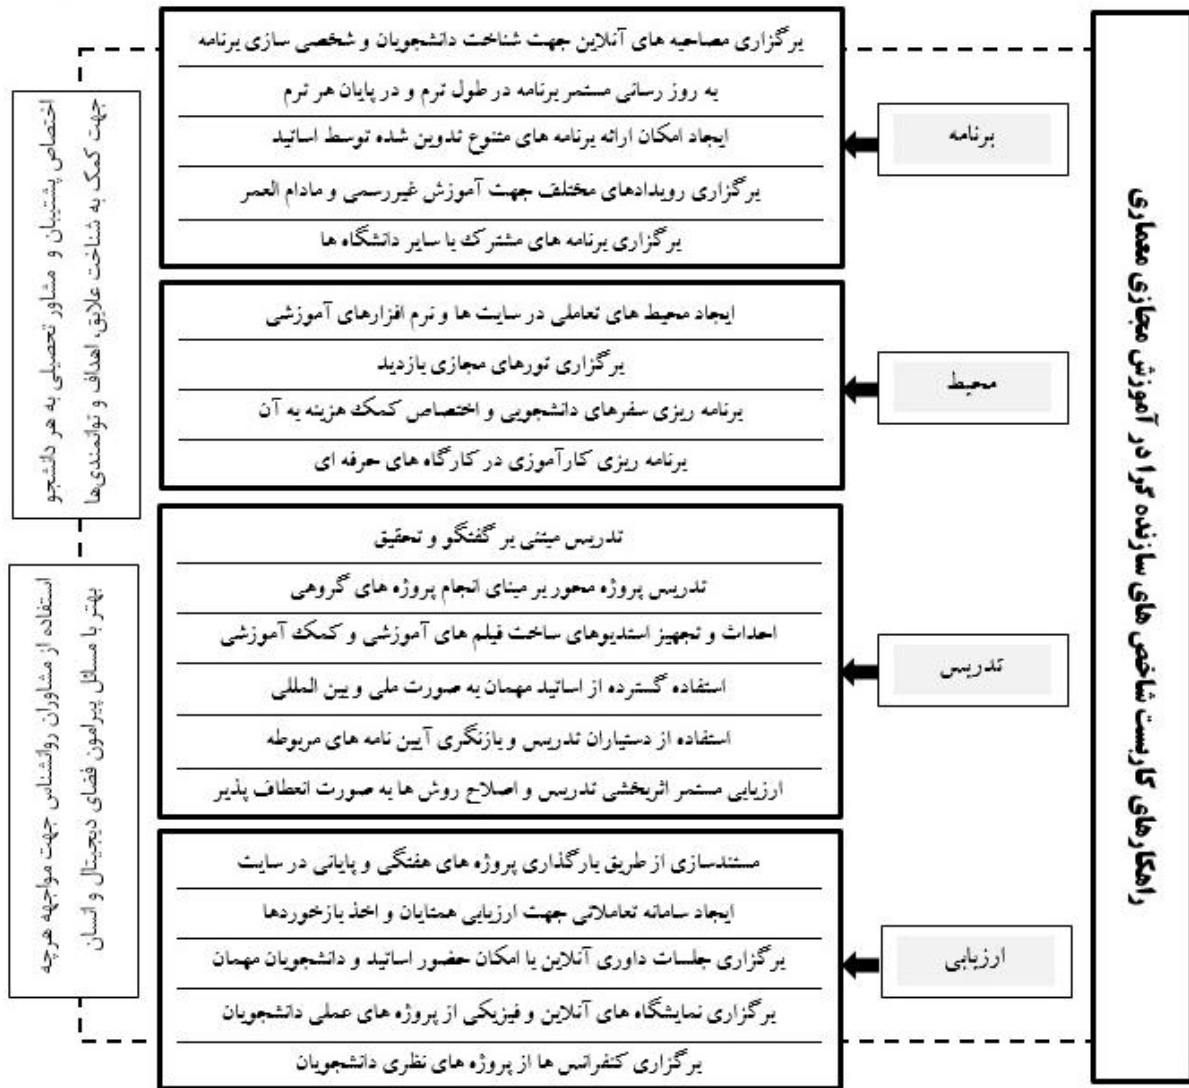 راهکارهای کاربست شاخص های سازنده گرا در آموزش مجازی معماری
برنامه
برگزاری مصاحبه های آنلاین جهت شناخت دانشجویان و شخصی سازی برنامه
به روز رسانی مستمر برنامه در طول ترم و در پایان هر ترم
ایجاد امکان ارائه برنامه های متنوع تدوین شده توسط اساتید
برگزاری رویدادهای مختلف جهت آموزش غیررسمی و مادام العمر
برگزاری برنامه های مشترک با سایر دانشگاه ها
محیط
ایجاد محیط های تعاملی در سایت ها و نرم افزارهای آموزشی
برگزاری تورهای مجازی بازدید
برنامه ریزی سفرهای دانشجویی و اختصاص کمک هزینه به آن
برنامه ریزی کارآموزی در کارگاه های حرفه ای
تدریس
تدریس مبتنی بر گفتگو و تحقیق
تدریس پروژه محور بر مبنای انجام پروژه های گروهی
احداث و تجهیز استدیوهای ساخت فیلم های آموزشی و کمک آموزشی
استفاده گسترده از اساتید مهمان به صورت ملی و بین المللی
استفاده از دستیاران تدریس و بازنگری آیین نامه های مربوطه
ارزیابی مستمر اثربخشی تدریس و اصلاح روش ها به صورت انعطاف پذیر
ارزیابی
مستندسازی از طریق بارگذاری پروژه های هفتگی و پایانی در سایت
ایجاد سامانه تعاملاتی جهت ارزیابی همتایان و اخذ بازخوردها
برگزاری جلسات داوری آنلاین با امکان حضور اساتید و دانشجویان مهمان
برگزاری نمایشگاه های آنلاین و فیزیکی از پروژه های عملی دانشجویان
برگزاری کنفرانس ها از پروژه های نظری دانشجویان
اختصاص پشتیبان و مشاور تحصیلی به هر دانشجو
جهت کمک به شناخت علایق، اهداف و توانمندی‌ها
استفاده از مشاوران روانشناس جهت مواجهه هرچه
بهتر با مسائل پیرامون فضای دیجیتال و انسان